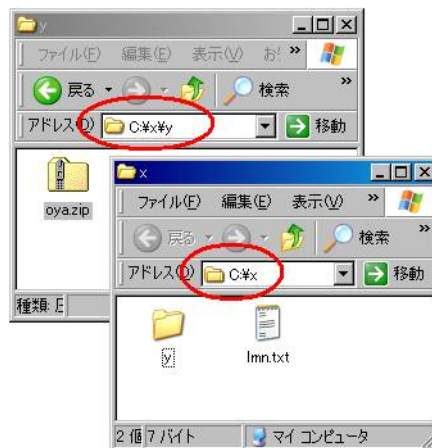 y
ファイル(F) 編集(E) 表示(V) お »
戻る 検索 »
アドレス(D) C:¥x¥y 移動
oya.zip
種類: 圧
x
ファイル(F) 編集(E) 表示(V) »
戻る 検索 »
アドレス(D) C:¥x 移動
y lmn.txt
2 個 7 バイト マイ コンピュータ